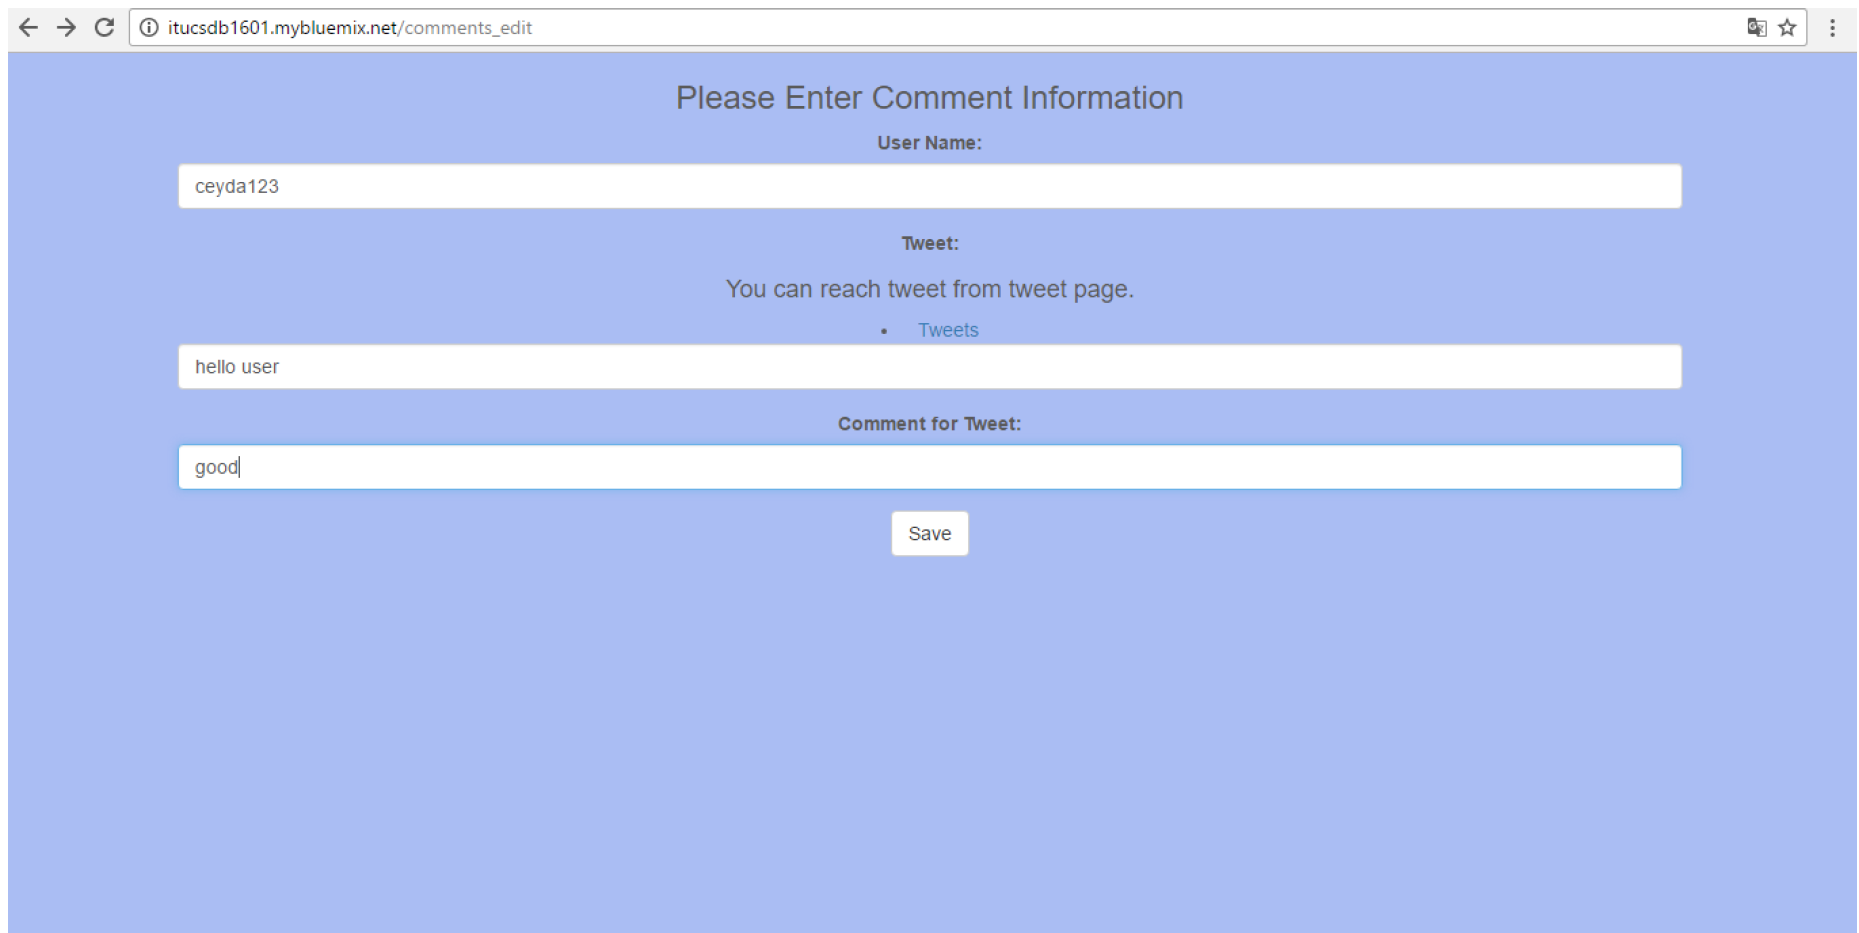 itucsdb1601.mybluemix.net/comments_edit
Please Enter Comment Information
User Name:
ceyda123
Tweet:
You can reach tweet from tweet page.
• Tweets
hello user
Comment for Tweet:
good
Save